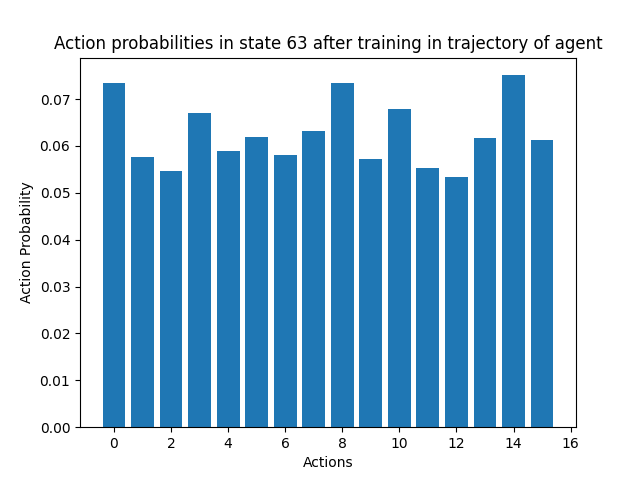 Action probabilities in state 63 after training in trajectory of agent
0.07
0.06
0.05
0.04
0.03
0.02
0.01
0.00
Action Probability
0 2 4 6 8 10 12 14 16
Actions